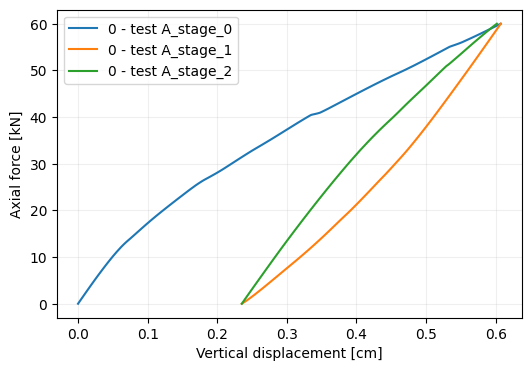 0 - test A_stage_0
0 - test A_stage_1
0 - test A_stage_2
Axial force [kN]
60
50
40
30
20
10
0
0.0 0.1 0.2 0.3 0.4 0.5 0.6
Vertical displacement [cm]